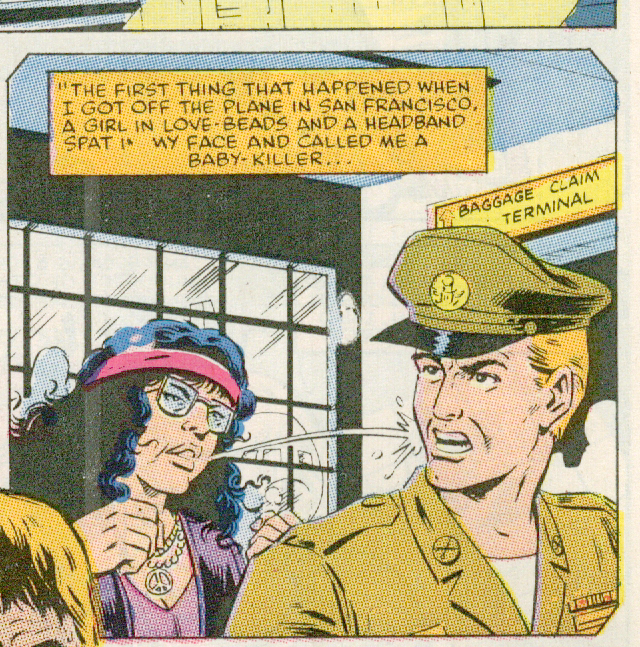 "THE FIRST THING THAT HAPPENED WHEN
I GOT OFF THE PLANE IN SAN FRANCISCO,
A GIRL IN LOVE-BEADS AND A HEADBAND
SPAT I* MY FACE AND CALLED ME A
BABY-KILLER...
BAGGAGE CLAIM
TERMINAL